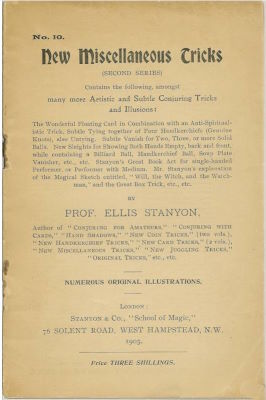 No. 10.
New Miscellaneous Tricks
(SECOND SERIES)
Contains the following, amongst
many more Artistic and Subtle Conjuring Tricks
and Illusions:
The Wonderful Floating Card in Combination with an Anti-Spiritual-
istic Trick, Subtle Tying together of Four Handkerchiefs (Genuine
Knots), also Untying. Subtle Vanish for Two, Three, or more Solid
Balls. New Sleights for Showing Both Hands Empty, back and front,
while containing a Billiard Ball, Handkerchief Ball, Soup Plate
Vanisher, etc., etc. Stanyon's Great Book Act for single-handed
Performer, or Performer with Medium. Mr. Stanyon's explanation
of the Magical Sketch entitled, "Will, the Witch, and the Watch-
man," and the Great Box Trick, etc., etc.
BY
PROF. ELLIS STANYON,
Author of "CONJURING FOR AMATEURS," "CONJURING WITH
CARDS," "HAND SHADOWS," "NEW COIN TRICKS," (two vols.),
"NEW HANDKERCHIEF TRICKS," "NEW CARD TRICKS," (2 vols.),
"NEW MISCELLANEOUS TRICKS," "NEW JUGGLING TRICKS,"
"ORIGINAL TRICKS," etc., etc.
NUMEROUS ORIGINAL ILLUSTRATIONS.
LONDON:
STANYON & CO., "SCHOOL OF MAGIC,"
76 SOLENT ROAD, WEST HAMPSTEAD, N.W.
1905.
Price THREE SHILLINGS.